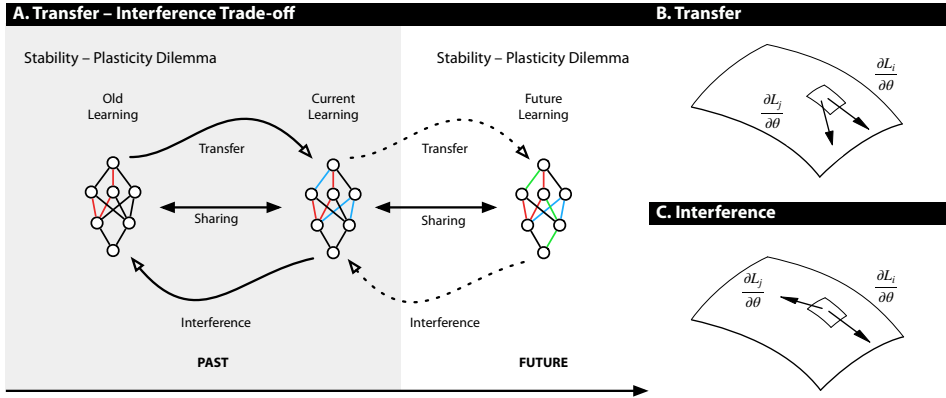 A. Transfer – Interference Trade-off
Stability – Plasticity Dilemma
Stability – Plasticity Dilemma
Old
Learning
Current
Learning
Future
Learning
Transfer
Transfer
Sharing
Sharing
Interference
Interference
PAST
FUTURE
B. Transfer
∂L_j
∂θ
∂L_i
∂θ
C. Interference
∂L_j
∂θ
∂L_i
∂θ